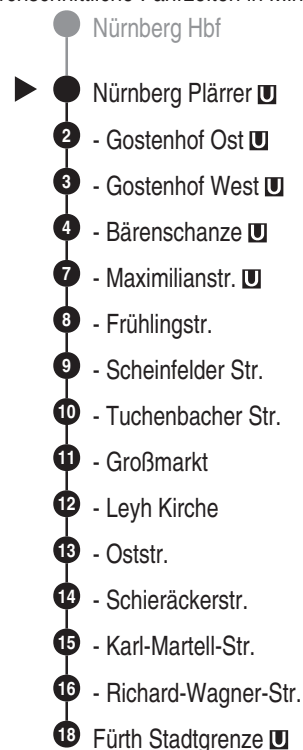 Nürnberg Hbf
Nürnberg Plärrer U
2 - Gostenhof Ost U
3 - Gostenhof West U
4 - Bärenschanze U
7 - Maximilianstr. U
8 - Frühlingstr.
9 - Scheinfelder Str.
10 - Tuchenbacher Str.
11 - Großmarkt
12 - Leyh Kirche
13 - Oststr.
14 - Schieräckerstr.
15 - Karl-Martell-Str.
16 - Richard-Wagner-Str.
18 Fürth Stadtgrenze U